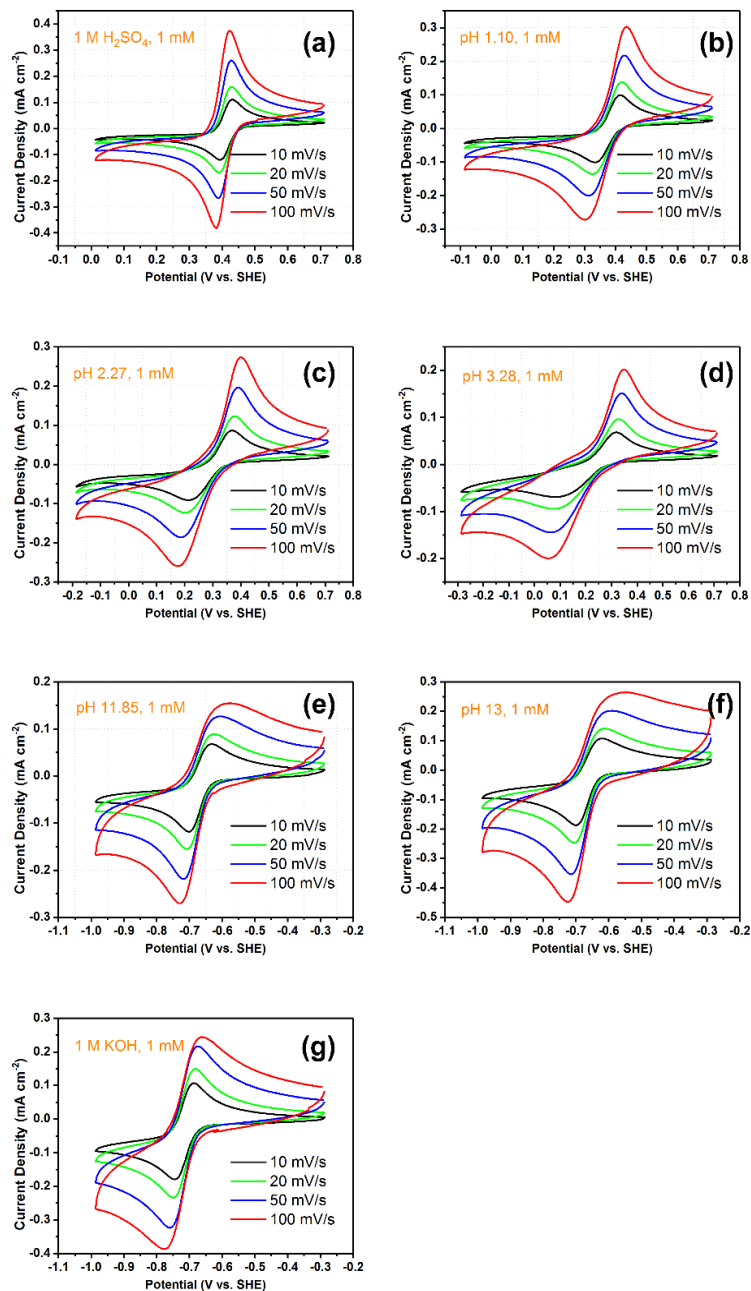 (a)
1 M H₂SO₄, 1 mM
Current Density (mA cm⁻²)
0.4
0.3
0.2
0.1
0.0
-0.1
-0.2
-0.3
-0.4
10 mV/s
20 mV/s
50 mV/s
100 mV/s
-0.1 0.0 0.1 0.2 0.3 0.4 0.5 0.6 0.7 0.8
Potential (V vs. SHE)
(b)
pH 1.10, 1 mM
Current Density (mA cm⁻²)
0.3
0.2
0.1
0.0
-0.1
-0.2
-0.3
10 mV/s
20 mV/s
50 mV/s
100 mV/s
-0.1 0.0 0.1 0.2 0.3 0.4 0.5 0.6 0.7 0.8
Potential (V vs. SHE)
(c)
pH 2.27, 1 mM
Current Density (mA cm⁻²)
0.3
0.2
0.1
0.0
-0.1
-0.2
-0.3
10 mV/s
20 mV/s
50 mV/s
100 mV/s
-0.2 -0.1 0.0 0.1 0.2 0.3 0.4 0.5 0.6 0.7 0.8
Potential (V vs. SHE)
(d)
pH 3.28, 1 mM
Current Density (mA cm⁻²)
0.2
0.1
0.0
-0.1
-0.2
10 mV/s
20 mV/s
50 mV/s
100 mV/s
-0.3 -0.2 -0.1 0.0 0.1 0.2 0.3 0.4 0.5 0.6 0.7 0.8
Potential (V vs. SHE)
(e)
pH 11.85, 1 mM
Current Density (mA cm⁻²)
0.2
0.1
0.0
-0.1
-0.2
-0.3
10 mV/s
20 mV/s
50 mV/s
100 mV/s
-1.1 -1.0 -0.9 -0.8 -0.7 -0.6 -0.5 -0.4 -0.3 -0.2
Potential (V vs. SHE)
(f)
pH 13, 1 mM
Current Density (mA cm⁻²)
0.3
0.2
0.1
0.0
-0.1
-0.2
-0.3
-0.4
-0.5
10 mV/s
20 mV/s
50 mV/s
100 mV/s
-1.1 -1.0 -0.9 -0.8 -0.7 -0.6 -0.5 -0.4 -0.3 -0.2
Potential (V vs. SHE)
(g)
1 M KOH, 1 mM
Current Density (mA cm⁻²)
0.3
0.2
0.1
0.0
-0.1
-0.2
-0.3
-0.4
10 mV/s
20 mV/s
50 mV/s
100 mV/s
-1.1 -1.0 -0.9 -0.8 -0.7 -0.6 -0.5 -0.4 -0.3 -0.2
Potential (V vs. SHE)